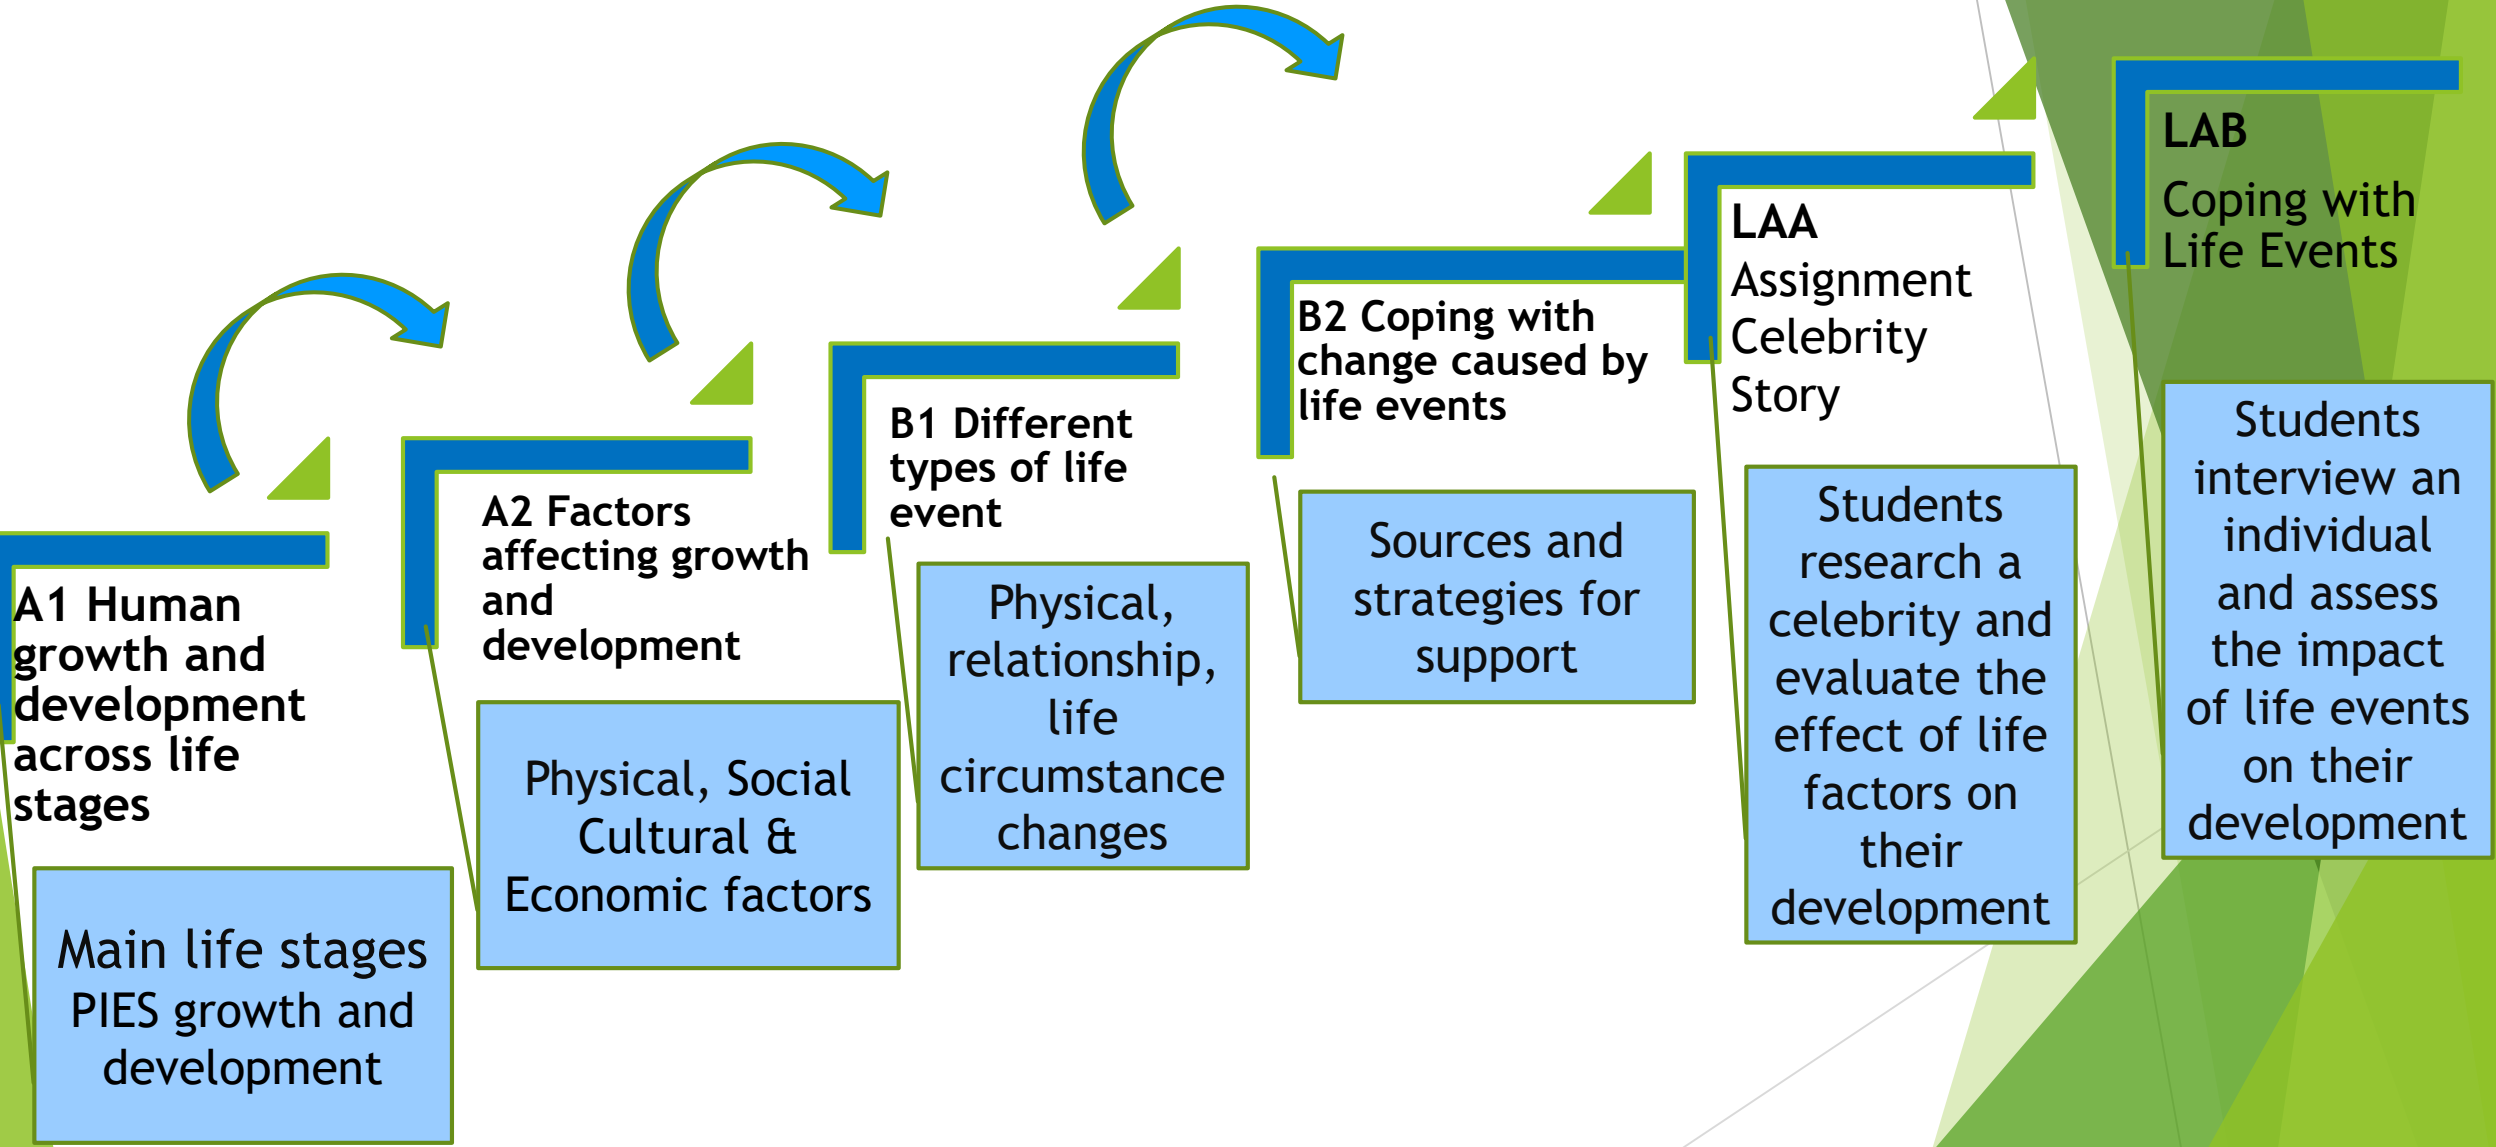 A1 Human
growth and
development
across life
stages
Main life stages
PIES growth and
development
A2 Factors
affecting growth
and
development
Physical, Social
Cultural &
Economic factors
B1 Different
types of life
event
Physical,
relationship,
life
circumstance
changes
B2 Coping with
change caused by
life events
Sources and
strategies for
support
LAA
Assignment
Celebrity
Story
Students
research a
celebrity and
evaluate the
effect of life
factors on
their
development
LAB
Coping with
Life Events
Students
interview an
individual
and assess
the impact
of life events
on their
development